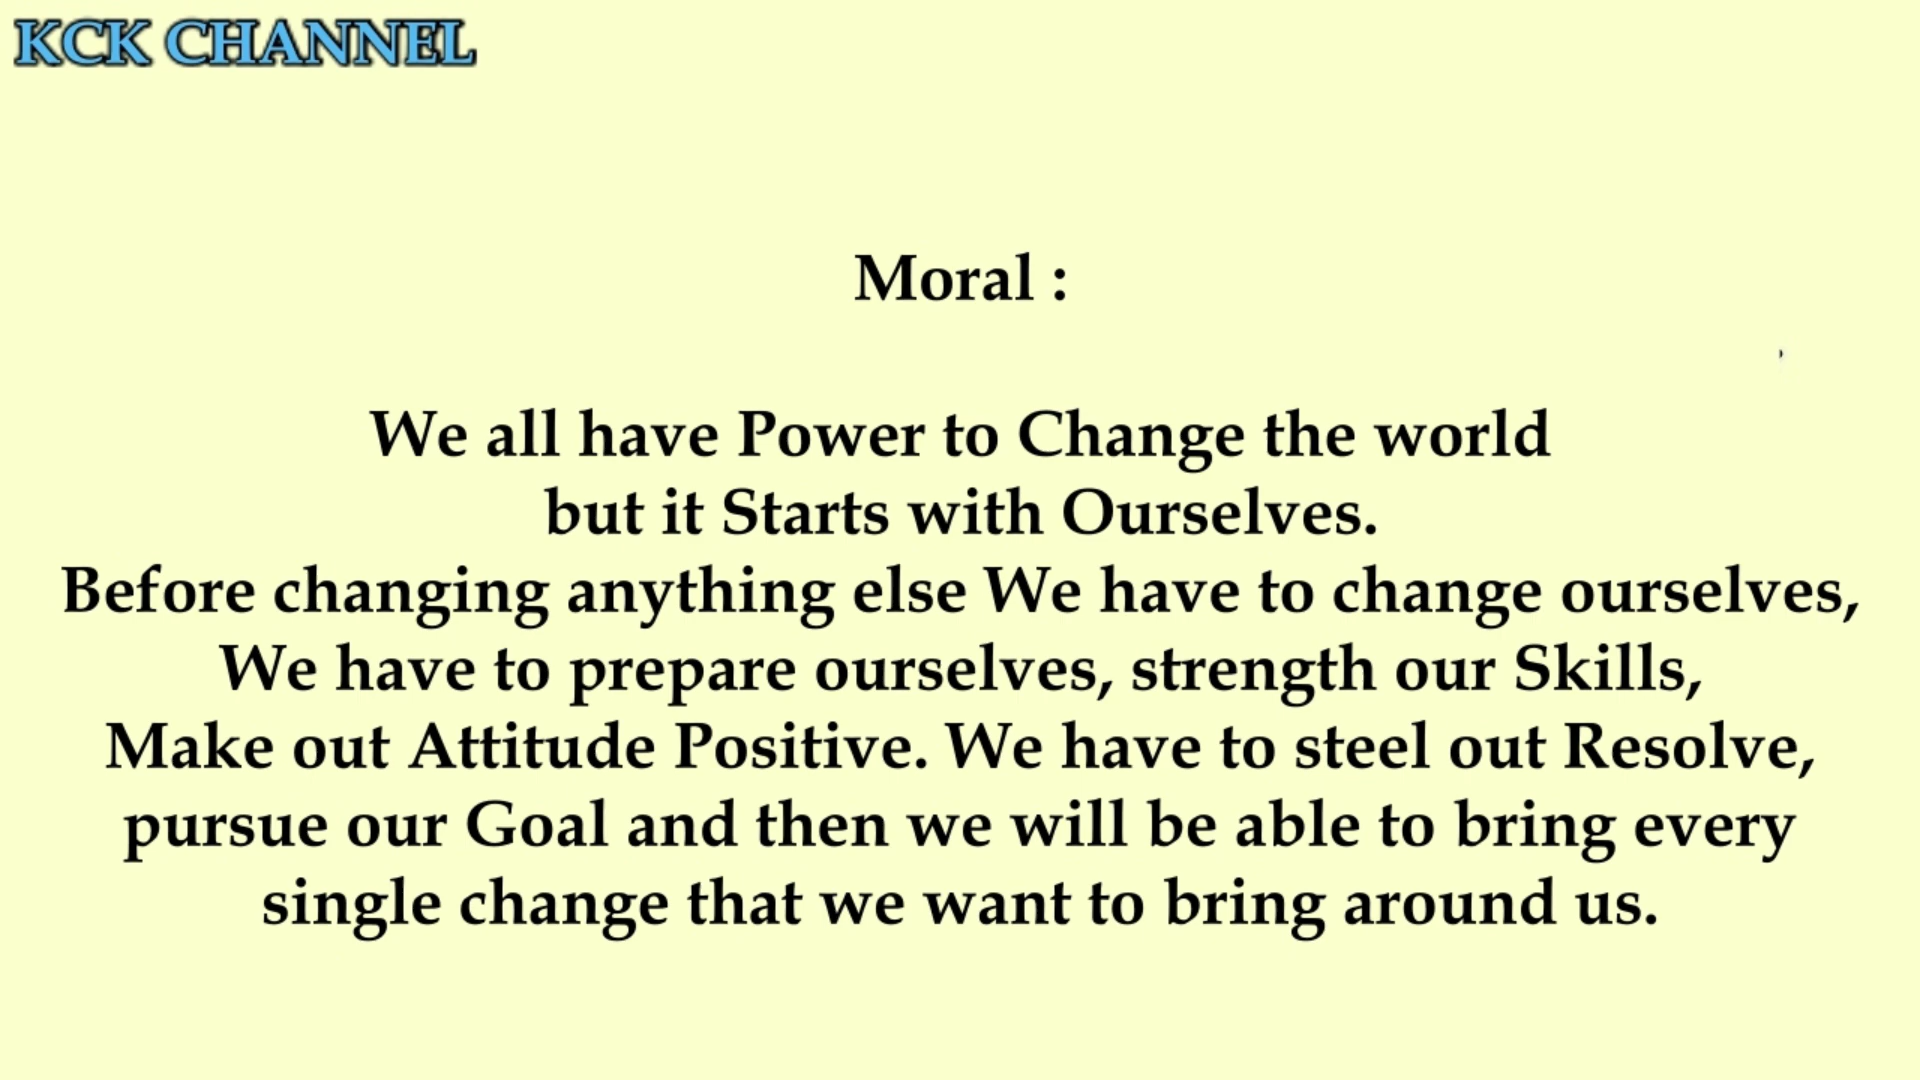 KCK CHANNEL
Moral :
We all have Power to Change the world
but it Starts with Ourselves.
Before changing anything else We have to change ourselves,
We have to prepare ourselves, strength our Skills,
Make out Attitude Positive. We have to steel out Resolve,
pursue our Goal and then we will be able to bring every
single change that we want to bring around us.